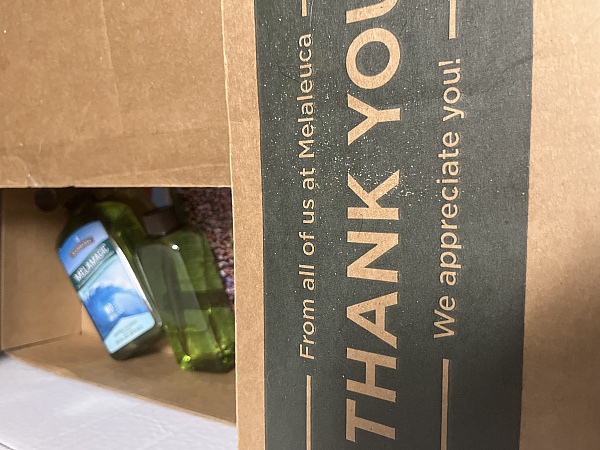 From all of us at Melaleuca
THANK YOU
We appreciate you!
MELAMAGIC